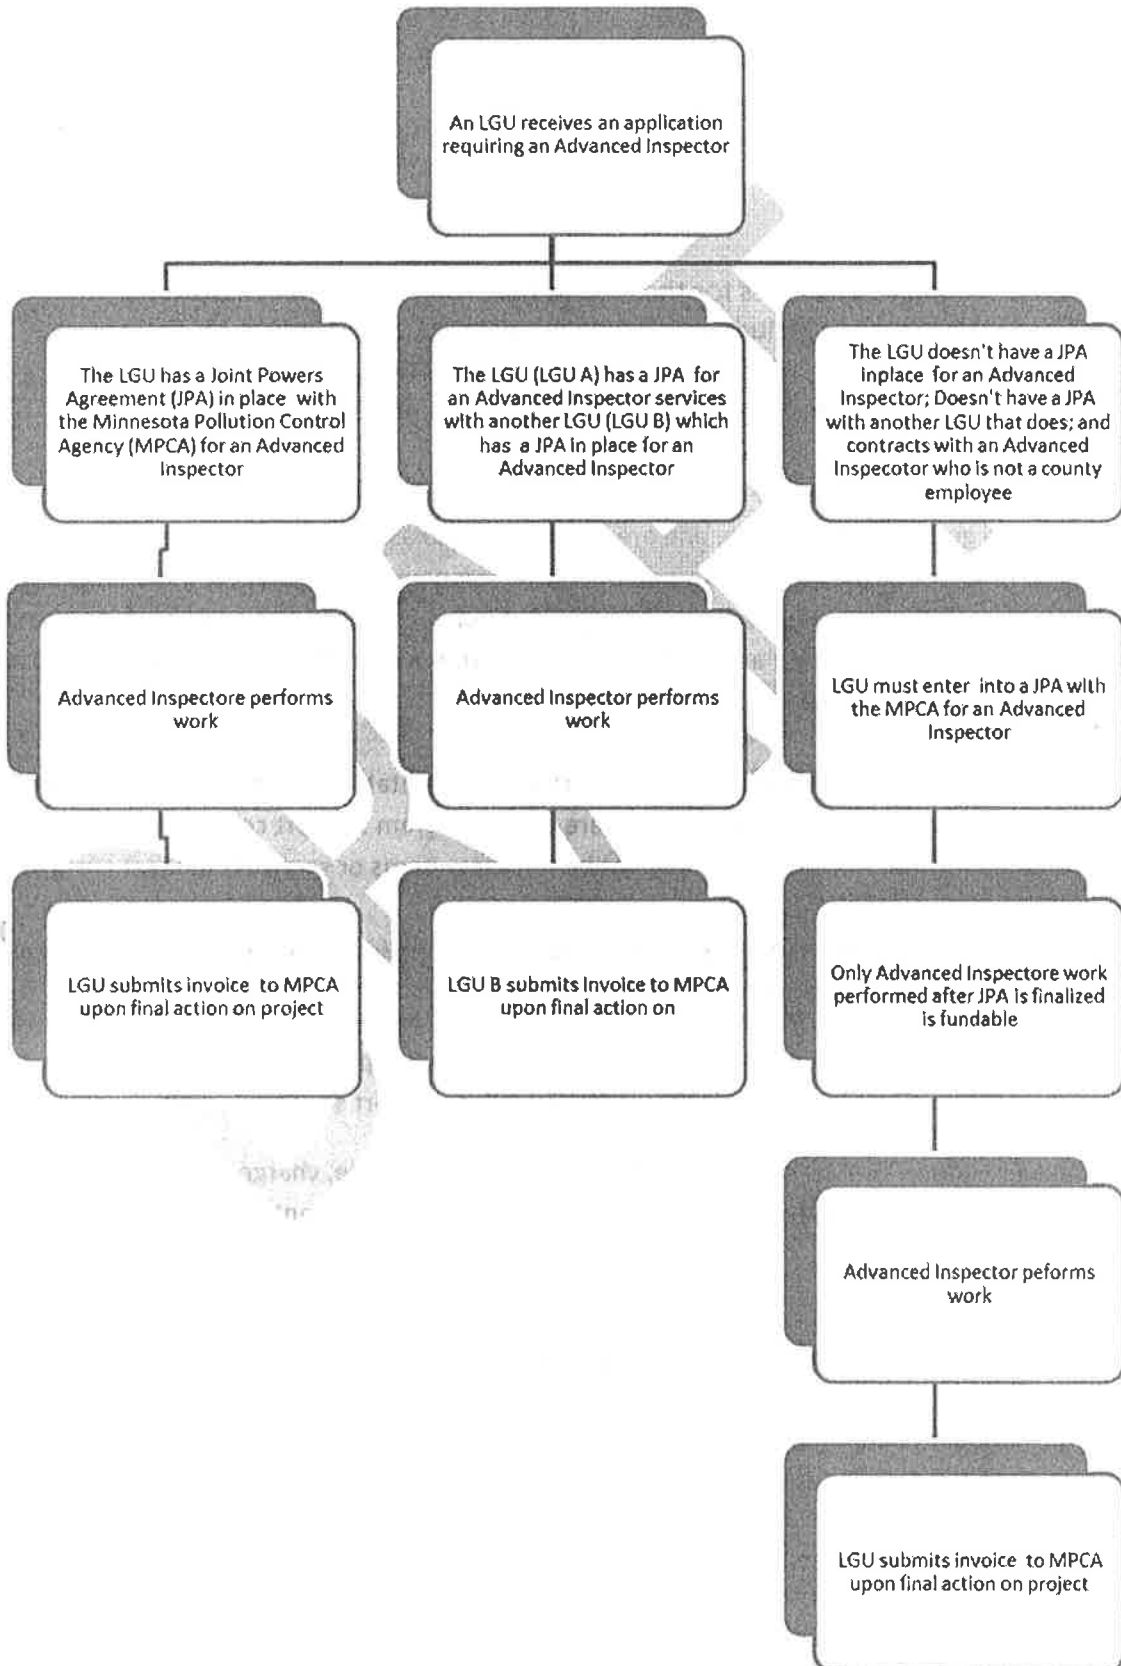 An LGU receives an application
requiring an Advanced Inspector
The LGU has a Joint Powers
Agreement (JPA) in place with
the Minnesota Pollution Control
Agency (MPCA) for an Advanced
Inspector
The LGU (LGU A) has a JPA for
an Advanced Inspector services
with another LGU (LGU B) which
has a JPA in place for an
Advanced Inspector
The LGU doesn't have a JPA
inplace for an Advanced
Inspector; Doesn't have a JPA
with another LGU that does; and
contracts with an Advanced
Inspecotor who is not a county
employee
Advanced Inspectore performs
work
Advanced Inspector performs
work
LGU must enter into a JPA with
the MPCA for an Advanced
Inspector
LGU submits invoice to MPCA
upon final action on project
LGU B submits invoice to MPCA
upon final action on
Only Advanced Inspectore work
performed after JPA is finalized
is fundable
Advanced Inspector peforms
work
LGU submits invoice to MPCA
upon final action on project